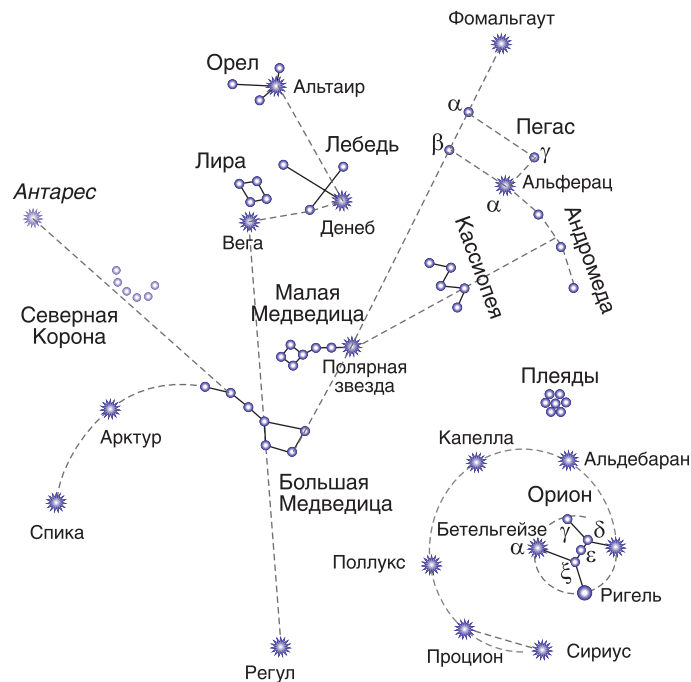 Фомальгаут
Орел
Альтаир
α
Пегас
β
γ
Лебедь
Лира
Альферац
α
Антарес
Денеб
Вега
Кассиопея
Андромеда
Малая
Медведица
Северная
Корона
Полярная
звезда
Плеяды
Арктур
Капелла
Альдебаран
Большая
Медведица
Орион
Бетельгейзе
γ
δ
α
ε
ξ
Спика
Поллукс
Ригель
Процион
Сириус
Регул